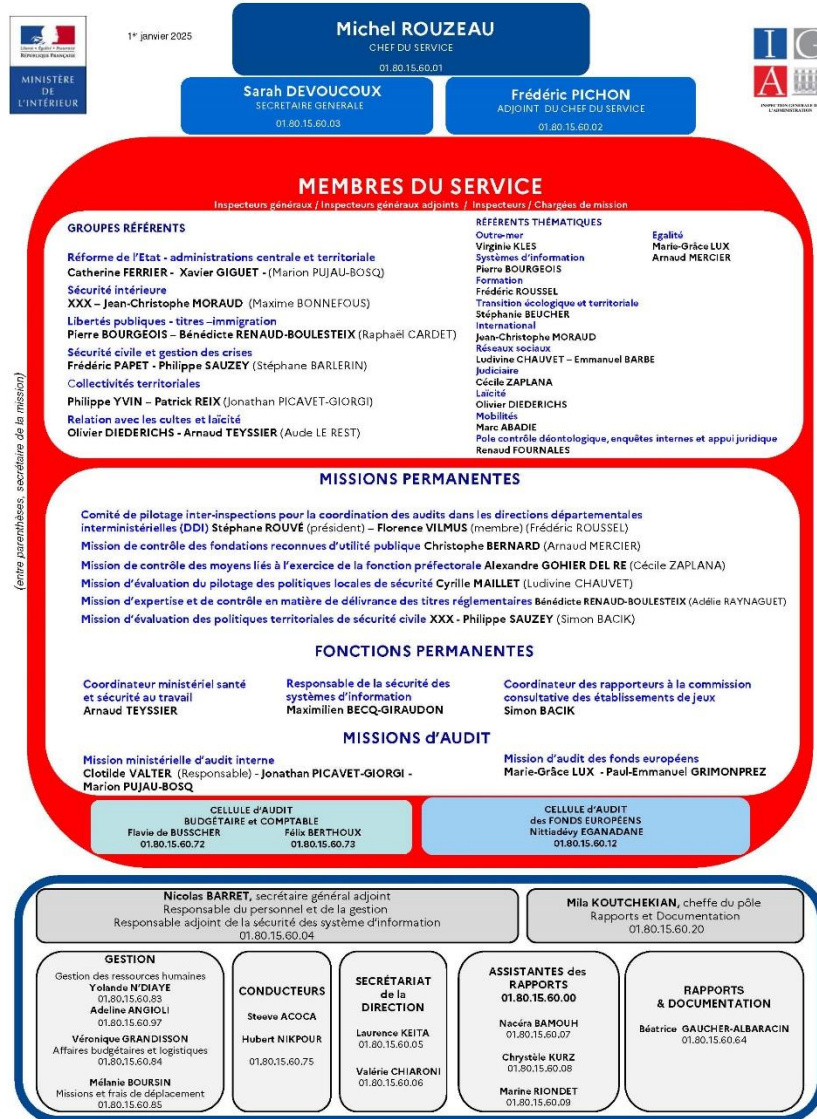 Liberté • Égalité • Fraternité
RÉPUBLIQUE FRANÇAISE
MINISTÈRE
DE
L'INTÉRIEUR
1er janvier 2025
Michel ROUZEAU
CHEF DU SERVICE
01.80.15.60.01
Sarah DEVOUCOUX
SECRETAIRE GENERALE
01.80.15.60.03
Frédéric PICHON
ADJOINT DU CHEF DU SERVICE
01.80.15.60.02
IG
A
INSPECTION GENERALE DE
L'ADMINISTRATION
MEMBRES DU SERVICE
Inspecteurs généraux / Inspecteurs généraux adjoints / Inspecteurs / Chargées de mission
(entre parenthèses, secrétaire de la mission)
GROUPES RÉFÉRENTS
Réforme de l'Etat - administrations centrale et territoriale
Catherine FERRIER - Xavier GIGUET - (Marion PUJAU-BOSQ)
Sécurité intérieure
XXX – Jean-Christophe MORAUD (Maxime BONNEFOUS)
Libertés publiques - titres –immigration
Pierre BOURGEOIS – Bénédicte RENAUD-BOULESTEIX (Raphaël CARDET)
Sécurité civile et gestion des crises
Frédéric PAPET - Philippe SAUZEY (Stéphane BARLERIN)
Collectivités territoriales
Philippe YVIN – Patrick REIX (Jonathan PICAVET-GIORGI)
Relation avec les cultes et laïcité
Olivier DIEDERICHS - Arnaud TEYSSIER (Aude LE REST)
RÉFÉRENTS THÉMATIQUES
Outre-mer
Virginie KLES
Systèmes d'information
Pierre BOURGEOIS
Formation
Frédéric ROUSSEL
Transition écologique et territoriale
Stéphanie BEUCHER
International
Jean-Christophe MORAUD
Réseaux sociaux
Ludivine CHAUVET – Emmanuel BARBE
Judiciaire
Cécile ZAPLANA
Laïcité
Olivier DIEDERICHS
Mobilités
Marc ABADIE
Pole contrôle déontologique, enquêtes internes et appui juridique
Renaud FOURNALES
Egalité
Marie-Grâce LUX
Arnaud MERCIER
MISSIONS PERMANENTES
Comité de pilotage inter-inspections pour la coordination des audits dans les directions départementales
interministérielles (DDI) Stéphane ROUVÉ (président) – Florence VILMUS (membre) (Frédéric ROUSSEL)
Mission de contrôle des fondations reconnues d'utilité publique Christophe BERNARD (Arnaud MERCIER)
Mission de contrôle des moyens liés à l'exercice de la fonction préfectorale Alexandre GOHIER DEL RE (Cécile ZAPLANA)
Mission d'évaluation du pilotage des politiques locales de sécurité Cyrille MAILLET (Ludivine CHAUVET)
Mission d'expertise et de contrôle en matière de délivrance des titres réglementaires Bénédicte RENAUD-BOULESTEIX (Adélie RAYNAGUET)
Mission d'évaluation des politiques territoriales de sécurité civile XXX - Philippe SAUZEY (Simon BACIK)
FONCTIONS PERMANENTES
Coordinateur ministériel santé
et sécurité au travail
Arnaud TEYSSIER
Responsable de la sécurité des
systèmes d'information
Maximilien BECQ-GIRAUDON
Coordinateur des rapporteurs à la commission
consultative des établissements de jeux
Simon BACIK
MISSIONS d'AUDIT
Mission ministérielle d'audit interne
Clotilde VALTER (Responsable) - Jonathan PICAVET-GIORGI -
Marion PUJAU-BOSQ
Mission d'audit des fonds européens
Marie-Grâce LUX - Paul-Emmanuel GRIMONPREZ
CELLULE d'AUDIT
BUDGÉTAIRE et COMPTABLE
Flavie de BUSSCHER Félix BERTHOUX
01.80.15.60.72 01.80.15.60.73
CELLULE d'AUDIT
des FONDS EUROPÉENS
Nittiadévy EGANADANE
01.80.15.60.12
Nicolas BARRET, secrétaire général adjoint
Responsable du personnel et de la gestion
Responsable adjoint de la sécurité des système d'information
01.80.15.60.04
Mila KOUTCHEKIAN, cheffe du pôle
Rapports et Documentation
01.80.15.60.20
GESTION
Gestion des ressources humaines
Yolande N'DIAYE
01.80.15.60.83
Adeline ANGIOLI
01.80.15.60.97
Véronique GRANDISSON
Affaires budgétaires et logistiques
01.80.15.60.84
Mélanie BOURSIN
Missions et frais de déplacement
01.80.15.60.85
CONDUCTEURS
Steeve ACOCA
Hubert NIKPOUR
01.80.15.60.75
SECRÉTARIAT
de la
DIRECTION
Laurence KEITA
01.80.15.60.05
Valérie CHIARONI
01.80.15.60.06
ASSISTANTES des
RAPPORTS
01.80.15.60.00
Nacéra BAMOUH
01.80.15.60.07
Chrystèle KURZ
01.80.15.60.08
Marine RIONDET
01.80.15.60.09
RAPPORTS
& DOCUMENTATION
Béatrice GAUCHER-ALBARACIN
01.80.15.60.64